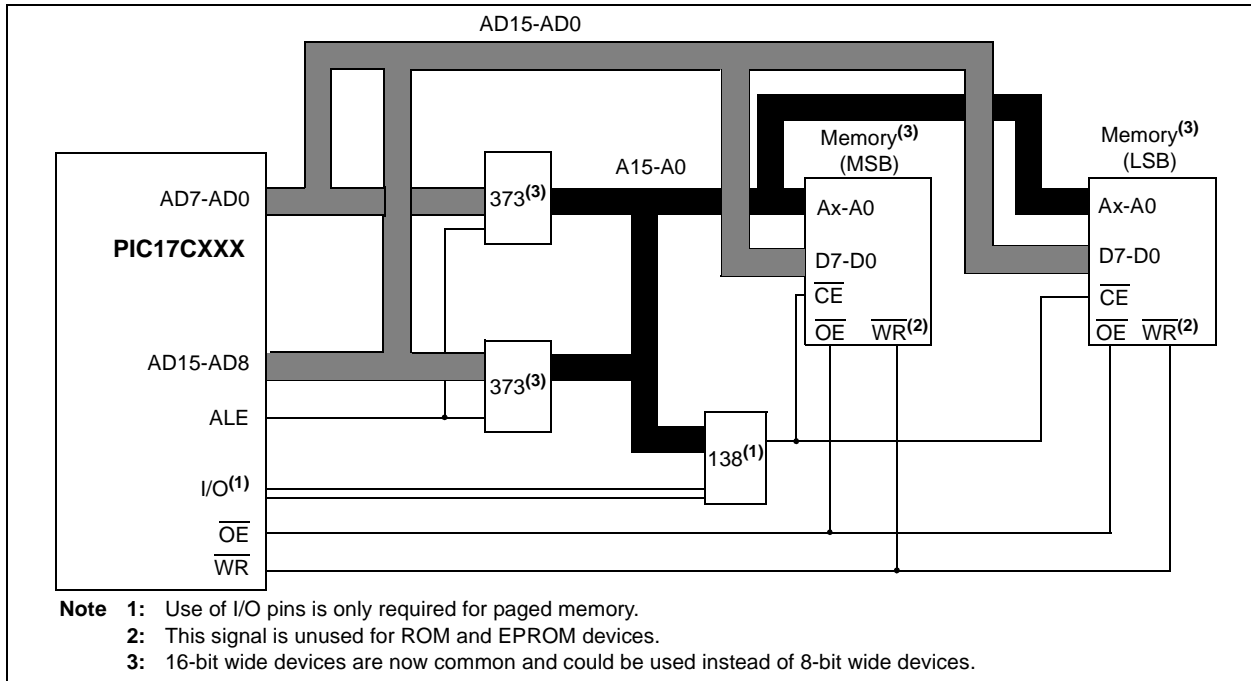 AD15-AD0
Memory(3)
(MSB)
Memory(3)
(LSB)
A15-A0
AD7-AD0
373(3)
Ax-A0
Ax-A0
PIC17CXXX
D7-D0
D7-D0
CE
CE
OE WR(2)
OE WR(2)
AD15-AD8
373(3)
ALE
138(1)
I/O(1)
OE
WR
Note 1: Use of I/O pins is only required for paged memory.
2: This signal is unused for ROM and EPROM devices.
3: 16-bit wide devices are now common and could be used instead of 8-bit wide devices.